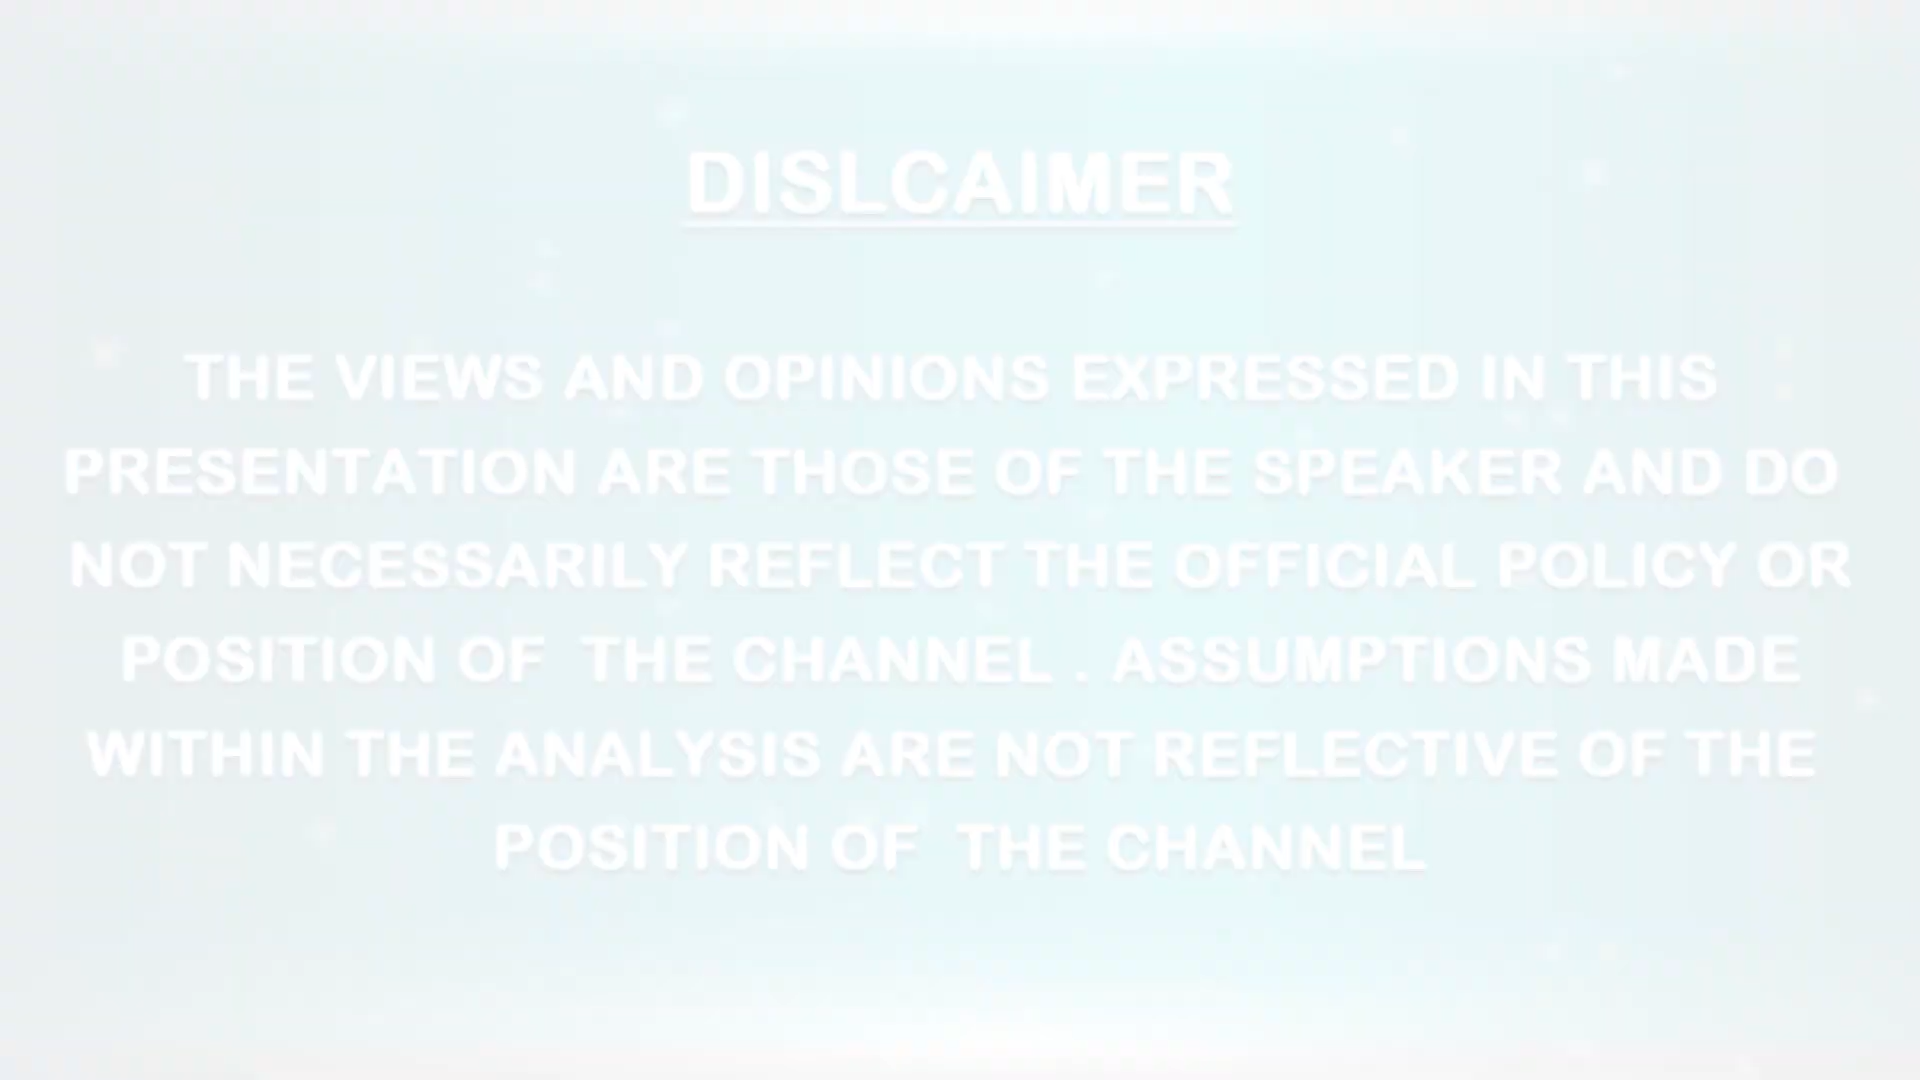 DISLCAIMER
THE VIEWS AND OPINIONS EXPRESSED IN THIS
PRESENTATION ARE THOSE OF THE SPEAKER AND DO
NOT NECESSARILY REFLECT THE OFFICIAL POLICY OR
POSITION OF THE CHANNEL . ASSUMPTIONS MADE
WITHIN THE ANALYSIS ARE NOT REFLECTIVE OF THE
POSITION OF THE CHANNEL